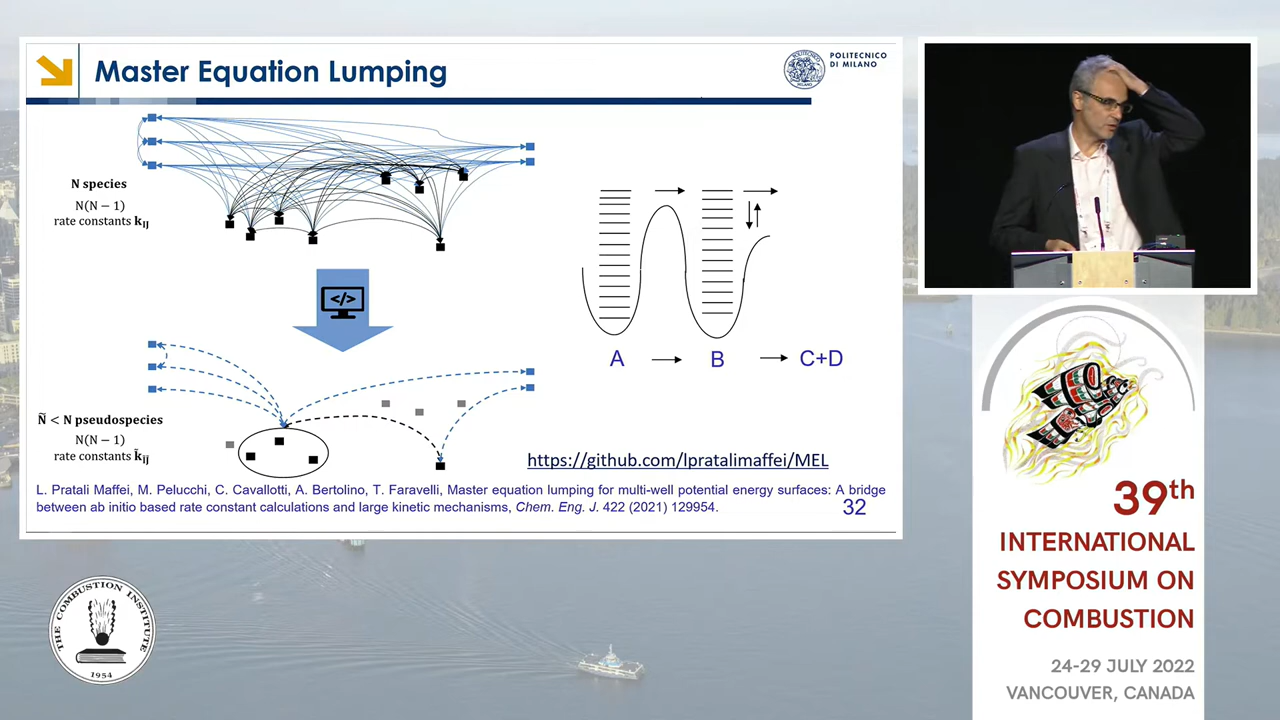 Master Equation Lumping
POLITECNICO
DI MILANO
N species
N(N − 1)
rate constants k_IJ
</>
Ñ < N pseudospecies
N(N − 1)
rate constants k̃_ĨJ̃
A
B
C+D
https://github.com/lpratalimaffei/MEL
L. Pratali Maffei, M. Pelucchi, C. Cavallotti, A. Bertolino, T. Faravelli, Master equation lumping for multi-well potential energy surfaces: A bridge
between ab initio based rate constant calculations and large kinetic mechanisms, Chem. Eng. J. 422 (2021) 129954.
32
39th
INTERNATIONAL
SYMPOSIUM ON
COMBUSTION
24-29 JULY 2022
VANCOUVER, CANADA
THE COMBUSTION INSTITUTE
1954